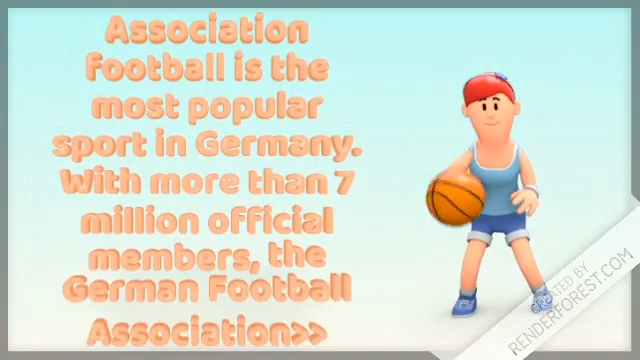 Association
football is the
most popular
sport in Germany.
With more than 7
million official
members, the
German Football
Association>>
CREATED BY
RENDERFOREST.COM